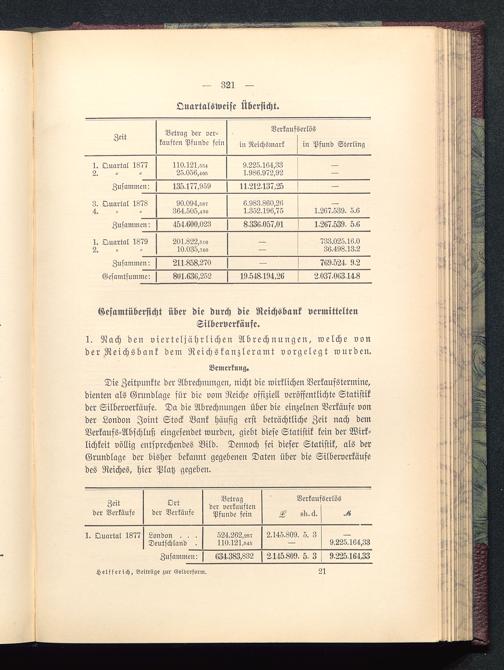 — 321 —
Quartalsweise Übersicht.
Zeit | Betrag der verkauften Pfunde fein | Verkaufserlös
in Reichsmark | in Pfund Sterling
1. Quartal 1877 | 110.121,554 | 9.225.164,33 | —
2. " " | 25.056,405 | 1.986.972,92 | —
Zusammen: | 135.177,959 | 11.212.137,25 | —
3. Quartal 1878 | 90.094,587 | 6.983.860,26 | —
4. " " | 364.505,436 | 1.352.196,75 | 1.267.539. 5.6
Zusammen: | 454.600,023 | 8.336.057,01 | 1.267.539. 5.6
1. Quartal 1879 | 201.822,910 | — | 733.025.16.0
2. " " | 10.035,360 | — | 36.498.13.2
Zusammen: | 211.858,270 | — | 769.524. 9.2
Gesamtsumme: | 801.636,252 | 19.548.194,26 | 2.037.063.14.8
Gesamtübersicht über die durch die Reichsbank vermittelten
Silberverkäufe.
1. Nach den vierteljährlichen Abrechnungen, welche von
der Reichsbank dem Reichskanzleramt vorgelegt wurden.
Bemerkung.
Die Zeitpunkte der Abrechnungen, nicht die wirklichen Verkaufstermine,
dienten als Grundlage für die vom Reiche offiziell veröffentlichte Statistik
der Silberverkäufe. Da die Abrechnungen über die einzelnen Verkäufe von
der London Joint Stock Bank häufig erst beträchtliche Zeit nach dem
Verkaufs-Abschluß eingesendet wurden, giebt diese Statistik kein der Wirk-
lichkeit völlig entsprechendes Bild. Dennoch sei dieser Statistik, als der
Grundlage der bisher bekannt gegebenen Daten über die Silberverkäufe
des Reiches, hier Platz gegeben.
Zeit der Verkäufe | Ort der Verkäufe | Betrag der verkauften Pfunde fein | Verkaufserlös
£ sh. d. | ℳ
1. Quartal 1877 | London . . . | 524.262, | 2.145.809. 5. 3 | —
Deutschland . | 110.121, | — | 9.225.164,33
Zusammen: | 634.383,832 | 2.145.809. 5. 3 | 9.225.164,33
Helfferich, Beiträge zur Geldreform. 21